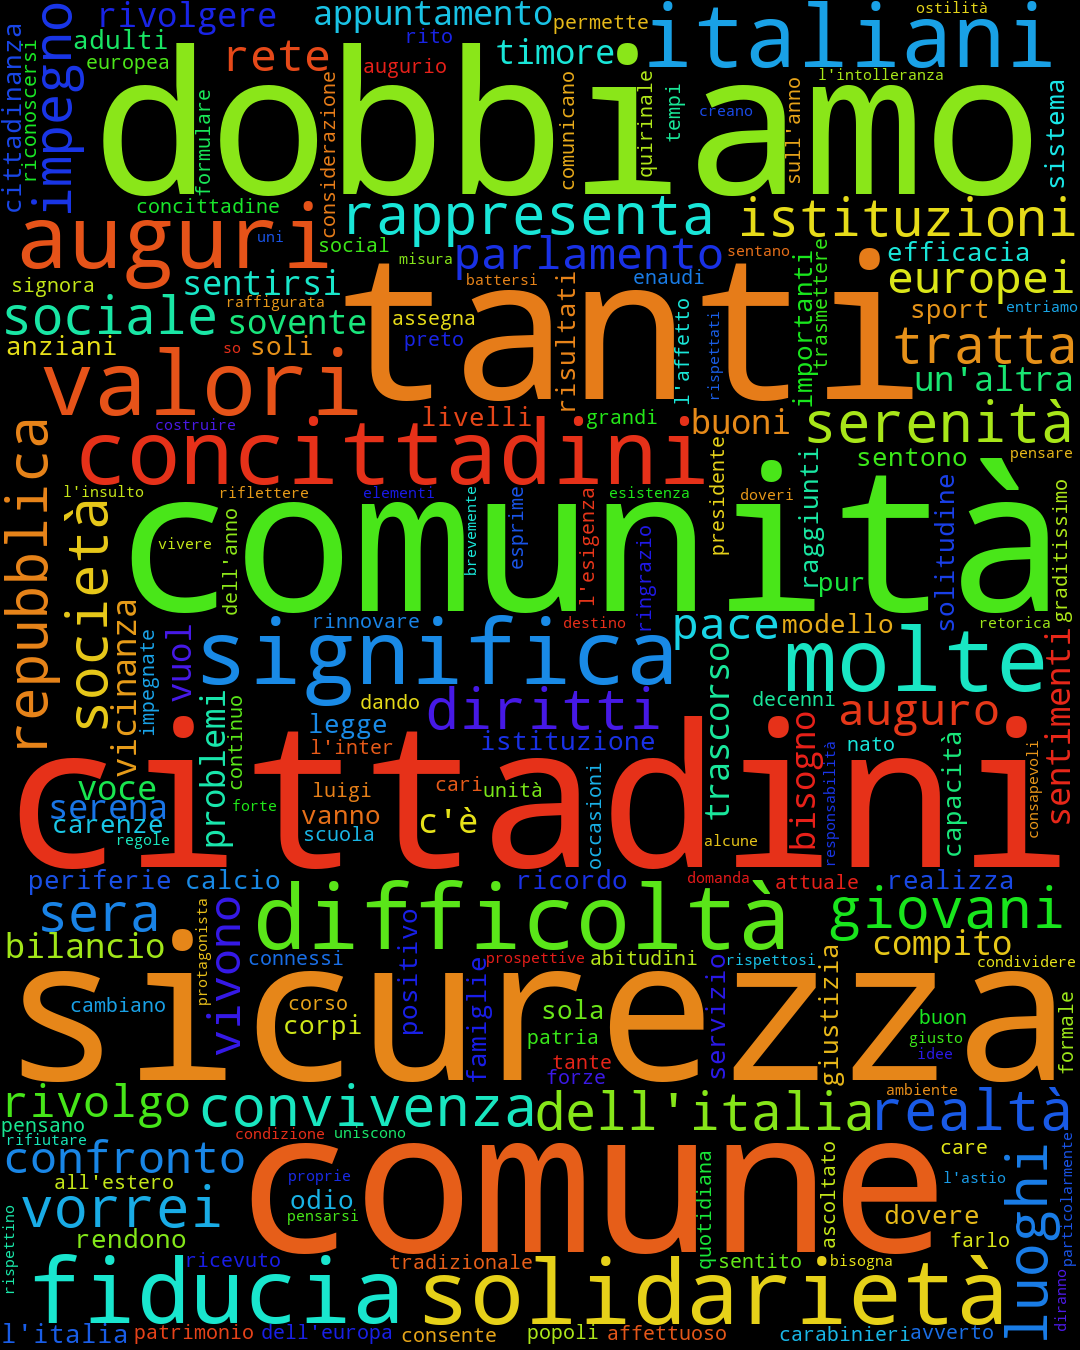 rivolgere
appuntamento
permette
italiani
ostilità
cittadinanza
riconoscersi
impegno
adulti
europea
rete
augurio
rito
timore
l'intolleranza
dobbiamo
formulare
considerazione
comunicano
quirinale
tempi
creano
sull'anno
sistema
concittadine
auguri
uni
social
rappresenta
misura
parlamento
istituzioni
sentano
efficacia
signora
sentirsi
raffigurata
battersi
enaudi
europei
importanti
trasmettere
sociale
sovente
assegna
tanti
risultati
l'affetto
rispettati
sport
entriamo
anziani
so
soli
preto
tratta
un'altra
valori
costruire
livelli
grandi
buoni
serenità
concittadini
presidente
sentono
pensare
repubblica
l'insulto
riflettere
elementi
esistenza
doveri
raggiunti
solitudine
graditissimo
società
vivere
dell'anno
comunità
brevemente
esprime
l'esigenza
ringrazio
pur
vicinanza
impegnate
vuol
rinnovare
destino
pace
modello
retorica
significa
molte
sentimenti
problemi
continuo
dando
diritti
trascorso
decenni
auguro
legge
l'inter
istituzione
bisogno
nato
capacità
consapevoli
responsabilità
cittadini
voce
serena
carenze
regole
forte
luigi
vanno
scuola
cari
unità
c'è
occasioni
alcune
periferie
calcio
ricordo
domanda
attuale
realizza
sera
bilancio
protagonista
vivono
difficoltà
giovani
compito
connessi
positivo
famiglie
prospettive
abitudini
rispettosi
condividere
sicurezza
cambiano
corso
corpi
sola
patria
tante
forze
servizio
giustizia
buon
giusto
idee
formale
rivolgo
convivenza
dell'italia
ambiente
realtà
pensano
rifiutare
condizione
uniscono
confronto
comune
care
all'estero
proprie
odio
pensarsi
l'astio
luoghi
particolarmente
vorrei
quotidiana
ascoltato
dovere
rispettino
rendono
farlo
ricevuto
tradizionale
sentito
bisogna
diranno
fiducia
solidarietà
l'italia
patrimonio
dell'europa
consente
popoli
affettuoso
carabinieri
avverto